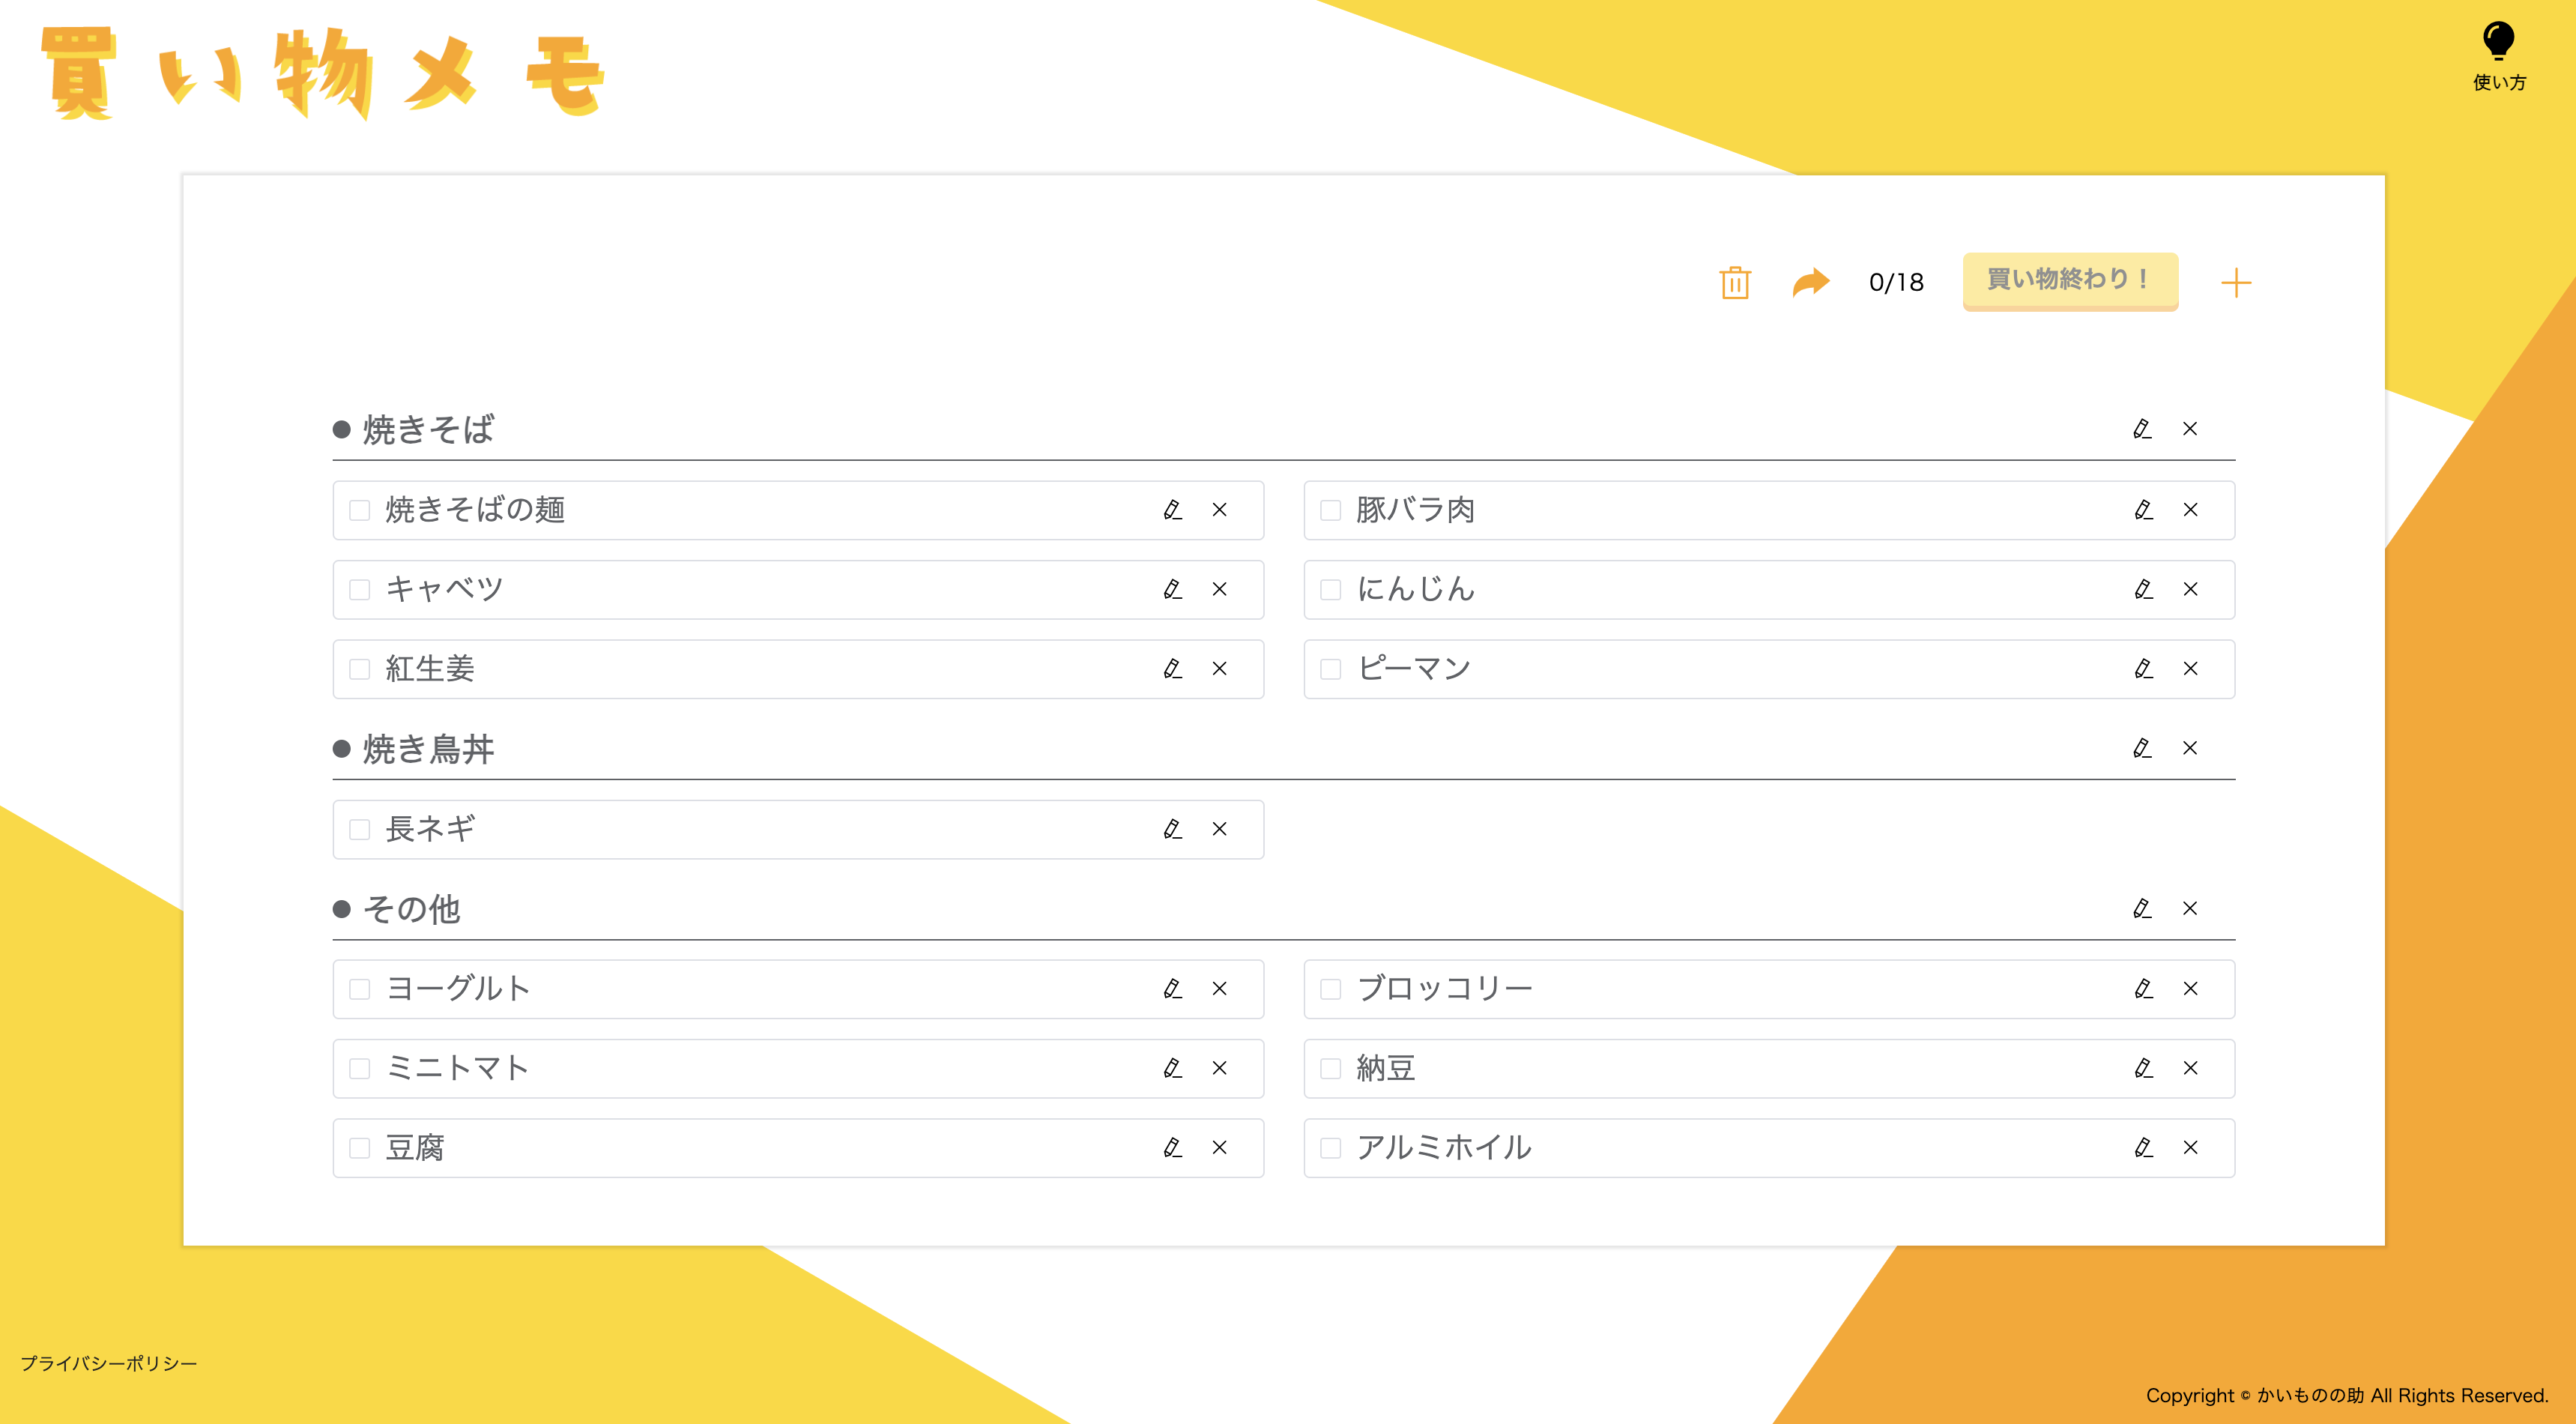 買い物メモ
使い方
0/18
買い物終わり！
焼きそば
焼きそばの麺
豚バラ肉
キャベツ
にんじん
紅生姜
ピーマン
焼き鳥丼
長ネギ
その他
ヨーグルト
ブロッコリー
ミニトマト
納豆
豆腐
アルミホイル
プライバシーポリシー
Copyright © かいものの助 All Rights Reserved.